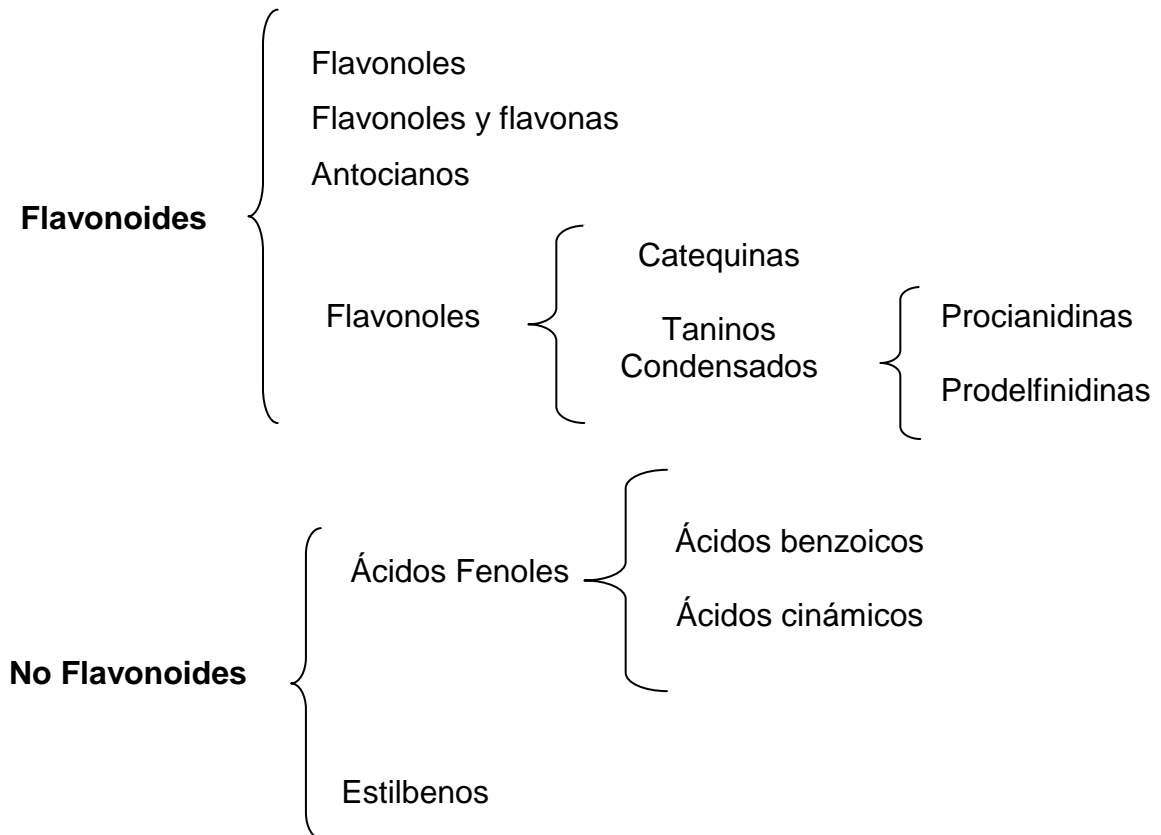 Flavonoles
Flavonoles y flavonas
Antocianos
Flavonoides
Catequinas
Flavonoles
Taninos
Condensados
Procianidinas
Prodelfinidinas
Ácidos Fenoles
Ácidos benzoicos
Ácidos cinámicos
No Flavonoides
Estilbenos